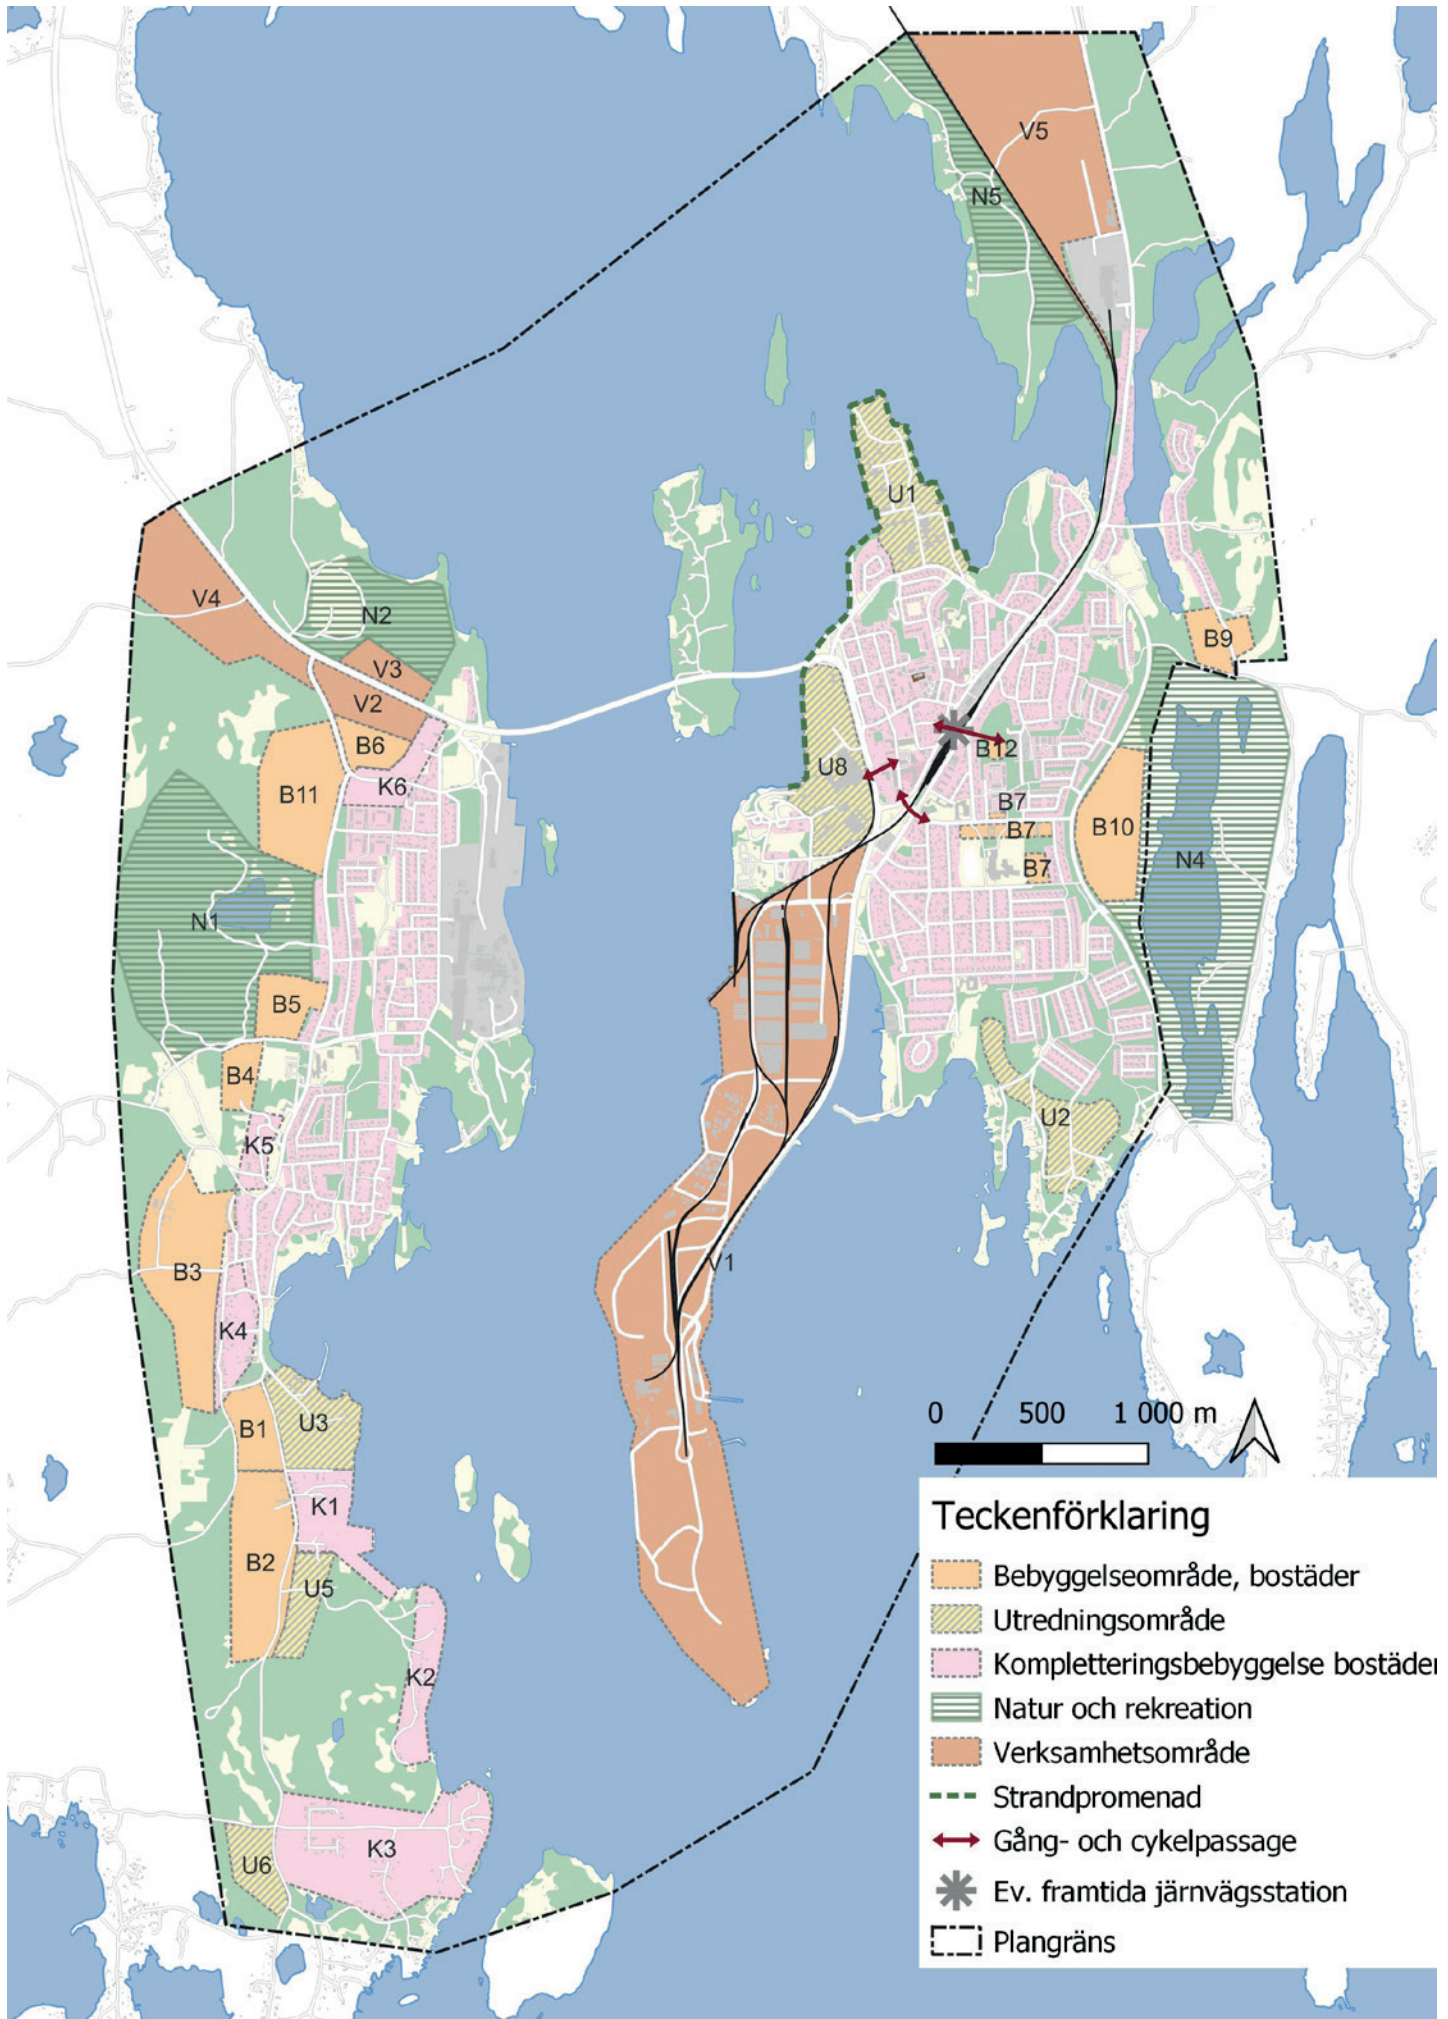 V5
N5
U1
V4
N2
B9
V3
V2
B6
B12
U8
K6
B11
B7
B7
B10
N4
B7
N1
B5
B4
U2
K5
V1
B3
K4
0 500 1 000 m
B1
U3
K1
B2
U5
K2
K3
U6
Teckenförklaring
Bebyggelseområde, bostäder
Utredningsområde
Kompletteringsbebyggelse bostäder
Natur och rekreation
Verksamhetsområde
Strandpromenad
Gång- och cykelpassage
Ev. framtida järnvägsstation
Plangräns